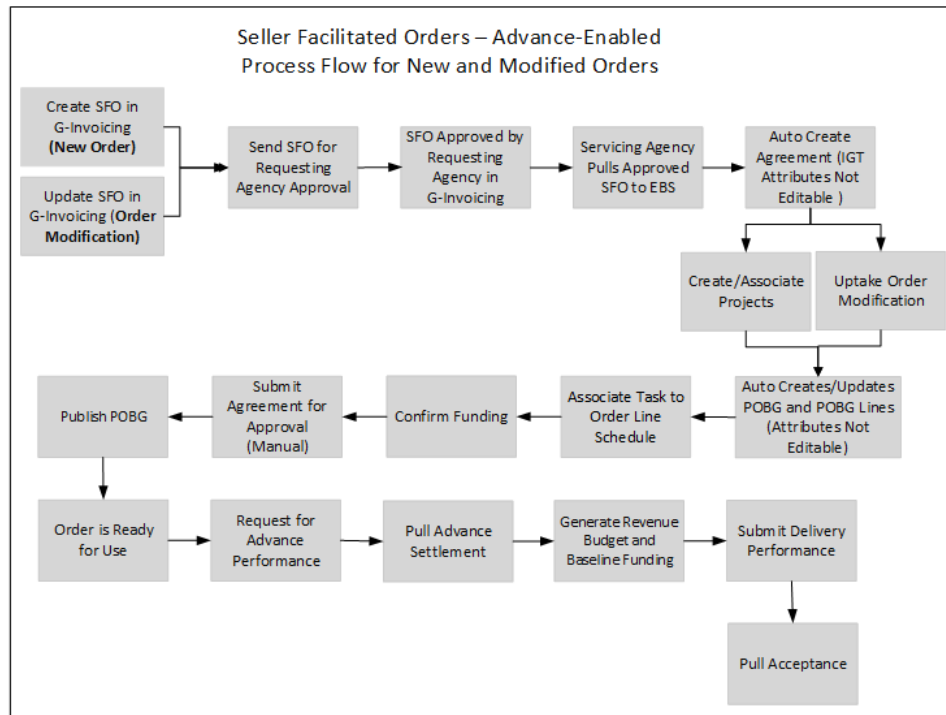 Seller Facilitated Orders – Advance-Enabled
Process Flow for New and Modified Orders
Create SFO in
G-Invoicing
(New Order)
Update SFO in
G-Invoicing (Order
Modification)
Send SFO for
Requesting
Agency Approval
SFO Approved by
Requesting
Agency in
G-Invoicing
Servicing Agency
Pulls Approved
SFO to EBS
Auto Create
Agreement (IGT
Attributes Not
Editable )
Create/Associate
Projects
Uptake Order
Modification
Auto Creates/Updates
POBG and POBG Lines
(Attributes Not
Editable)
Associate Task to
Order Line
Schedule
Confirm Funding
Submit
Agreement for
Approval
(Manual)
Publish POBG
Order is Ready
for Use
Request for
Advance
Performance
Pull Advance
Settlement
Generate Revenue
Budget and
Baseline Funding
Submit Delivery
Performance
Pull Acceptance